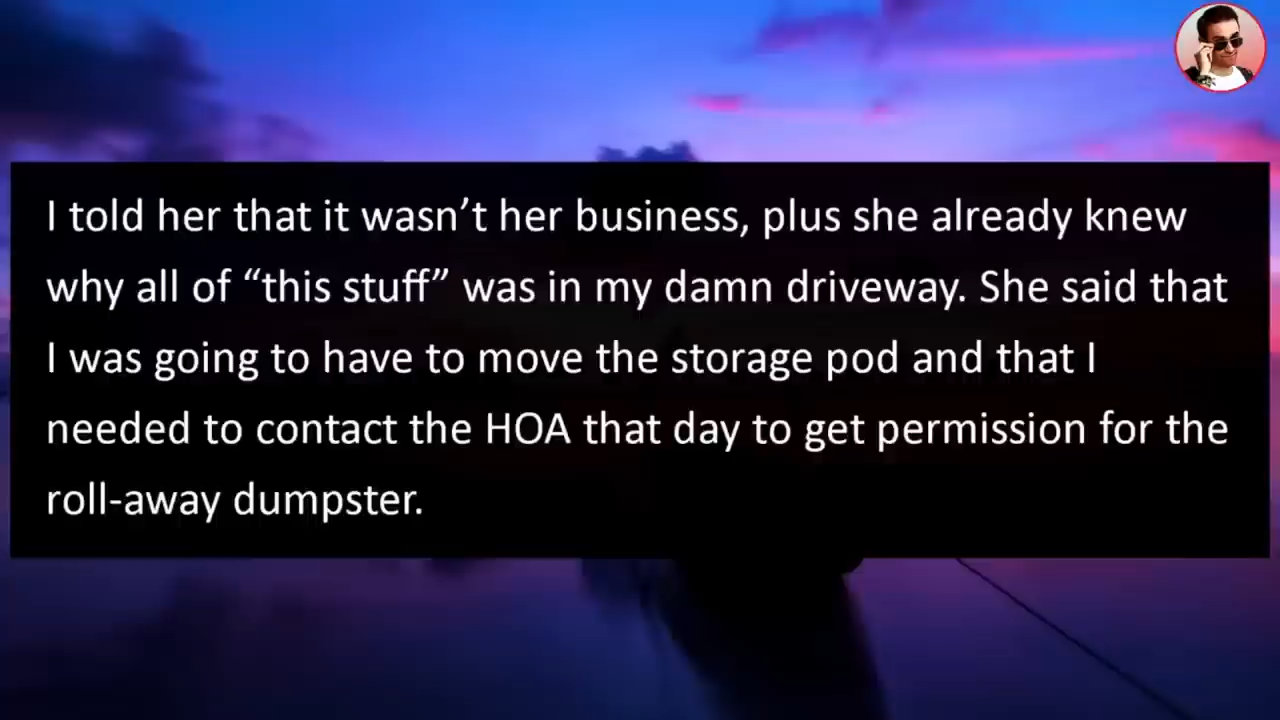 I told her that it wasn’t her business, plus she already knew
why all of “this stuff” was in my damn driveway. She said that
I was going to have to move the storage pod and that I
needed to contact the HOA that day to get permission for the
roll-away dumpster.